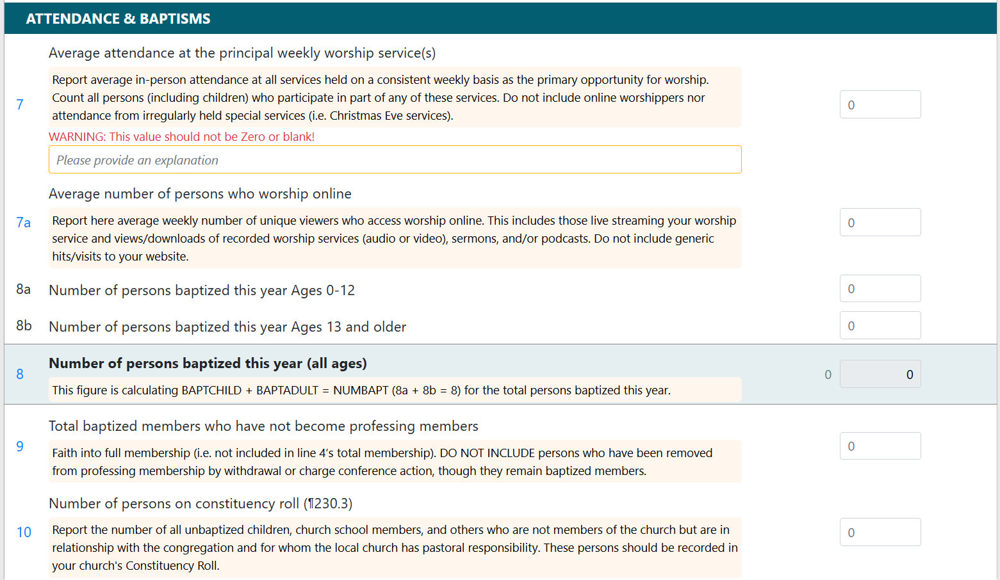 ATTENDANCE & BAPTISMS
Average attendance at the principal weekly worship service(s)
7
Report average in-person attendance at all services held on a consistent weekly basis as the primary opportunity for worship.
Count all persons (including children) who participate in part of any of these services. Do not include online worshippers nor
attendance from irregularly held special services (i.e. Christmas Eve services).
0
WARNING: This value should not be Zero or blank!
Please provide an explanation
Average number of persons who worship online
7a
Report here average weekly number of unique viewers who access worship online. This includes those live streaming your worship
service and views/downloads of recorded worship services (audio or video), sermons, and/or podcasts. Do not include generic
hits/visits to your website.
0
8a Number of persons baptized this year Ages 0-12 0
8b Number of persons baptized this year Ages 13 and older 0
Number of persons baptized this year (all ages)
8 0 0
This figure is calculating BAPTCHILD + BAPTADULT = NUMBAPT (8a + 8b = 8) for the total persons baptized this year.
Total baptized members who have not become professing members
9
Faith into full membership (i.e. not included in line 4's total membership). DO NOT INCLUDE persons who have been removed
from professing membership by withdrawal or charge conference action, though they remain baptized members.
0
Number of persons on constituency roll (¶230.3)
10
Report the number of all unbaptized children, church school members, and others who are not members of the church but are in
relationship with the congregation and for whom the local church has pastoral responsibility. These persons should be recorded in
your church's Constituency Roll.
0